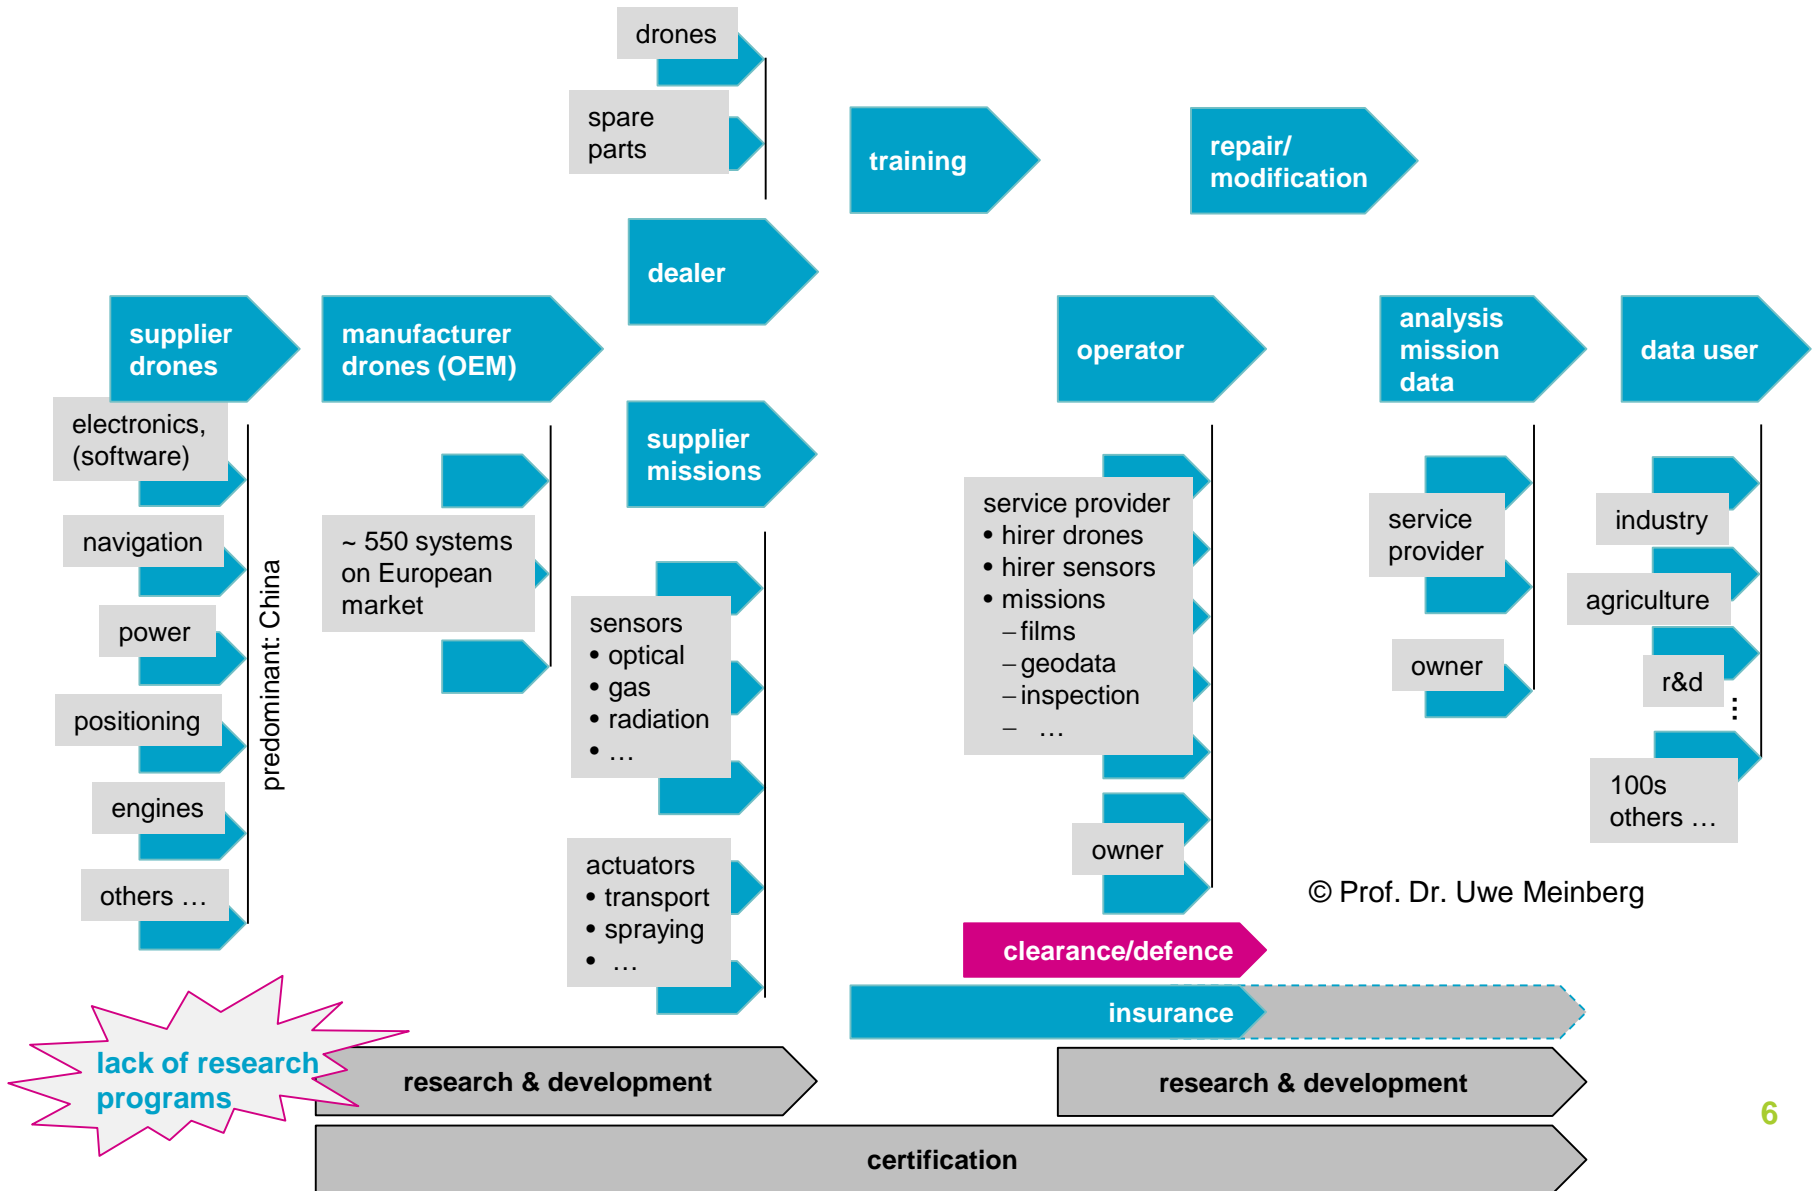 drones
spare
parts
training
repair/
modification
dealer
supplier
drones
manufacturer
drones (OEM)
operator
analysis
mission
data
data user
electronics,
(software)
navigation
power
positioning
engines
others …
predominant: China
~ 550 systems
on European
market
supplier
missions
sensors
• optical
• gas
• radiation
• …
actuators
• transport
• spraying
• …
service provider
• hirer drones
• hirer sensors
• missions
– films
– geodata
– inspection
– …
owner
service
provider
owner
industry
agriculture
r&d
…
100s
others …
© Prof. Dr. Uwe Meinberg
clearance/defence
insurance
lack of research
programs
research & development
research & development
certification
6